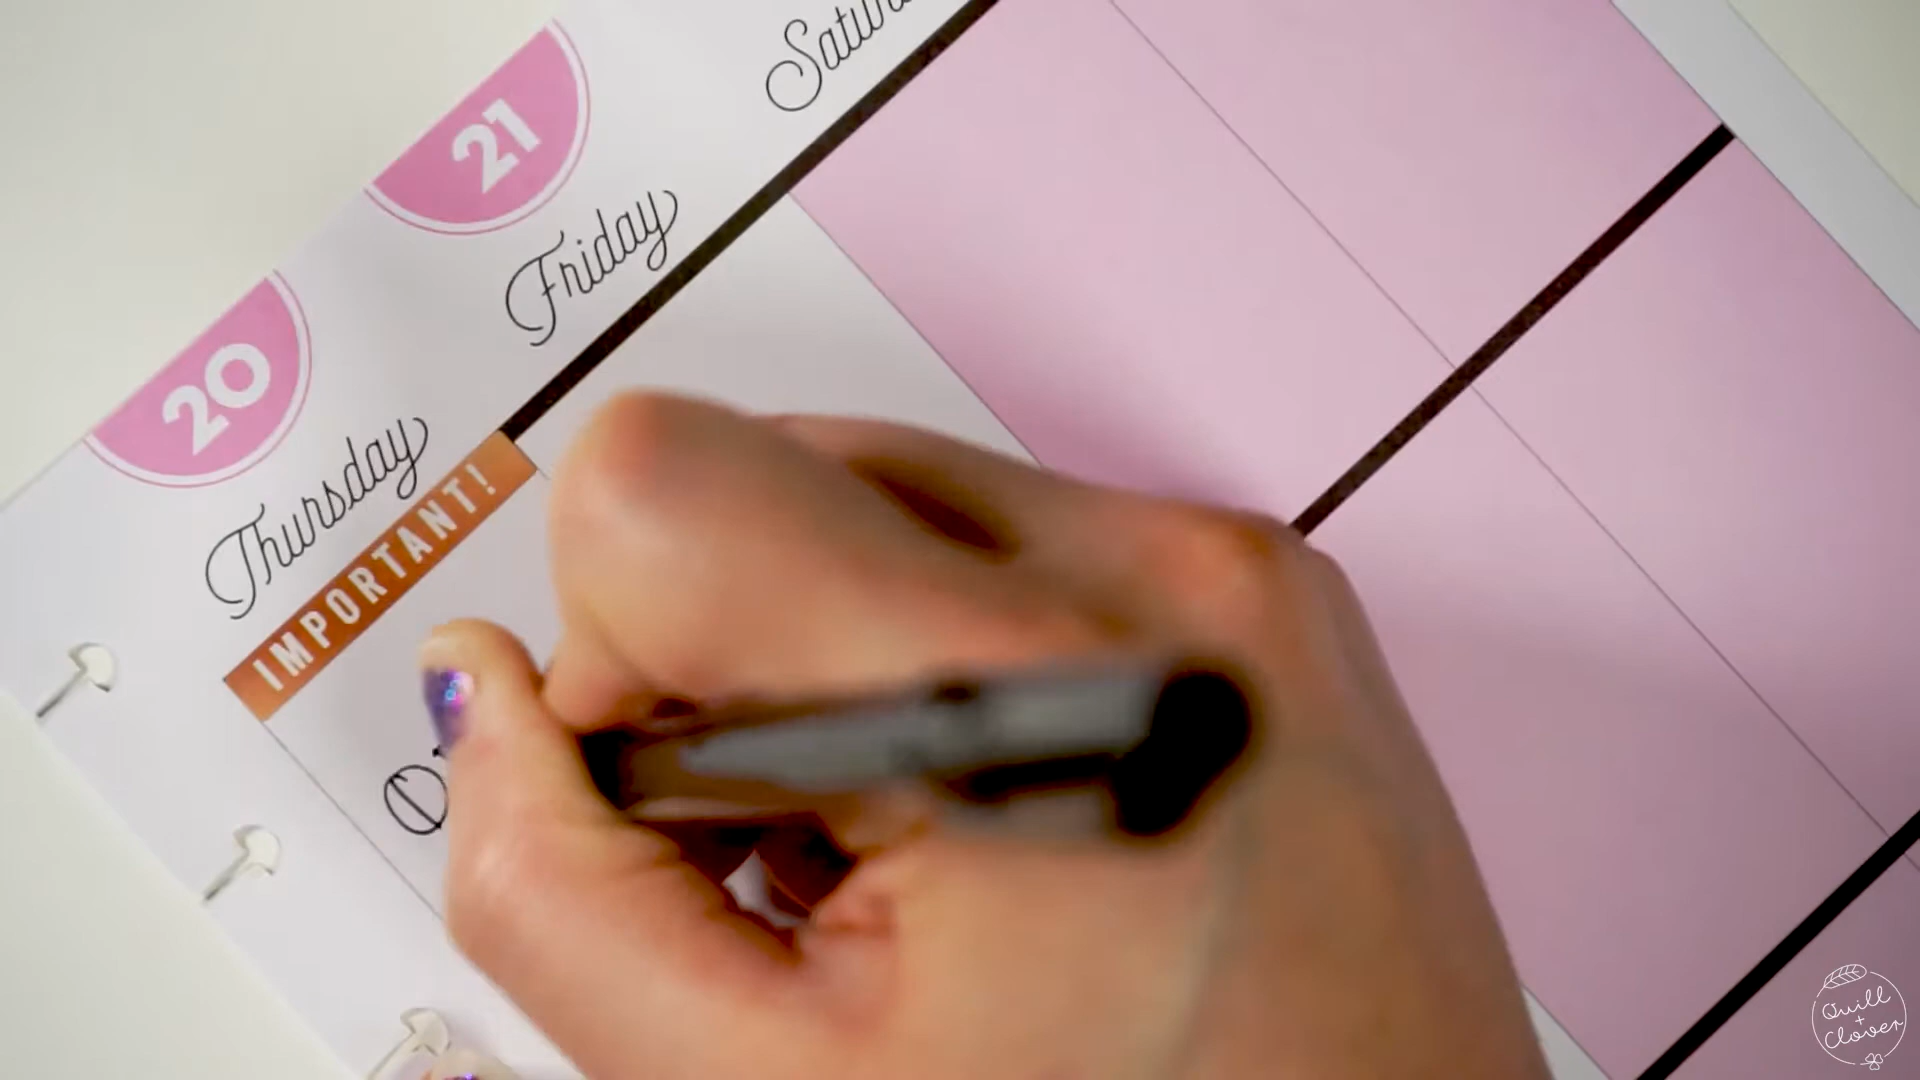 21
Friday
20
Thursday
IMPORTANT!
Quill
+
Clover